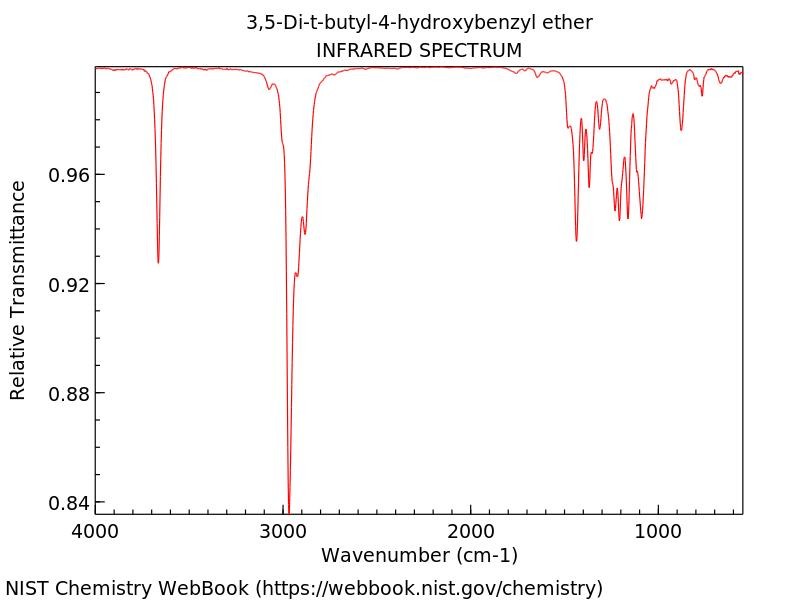 3,5-Di-t-butyl-4-hydroxybenzyl ether
INFRARED SPECTRUM
Relative Transmittance
0.96
0.92
0.88
0.84
4000 3000 2000 1000
Wavenumber (cm-1)
NIST Chemistry WebBook (https://webbook.nist.gov/chemistry)